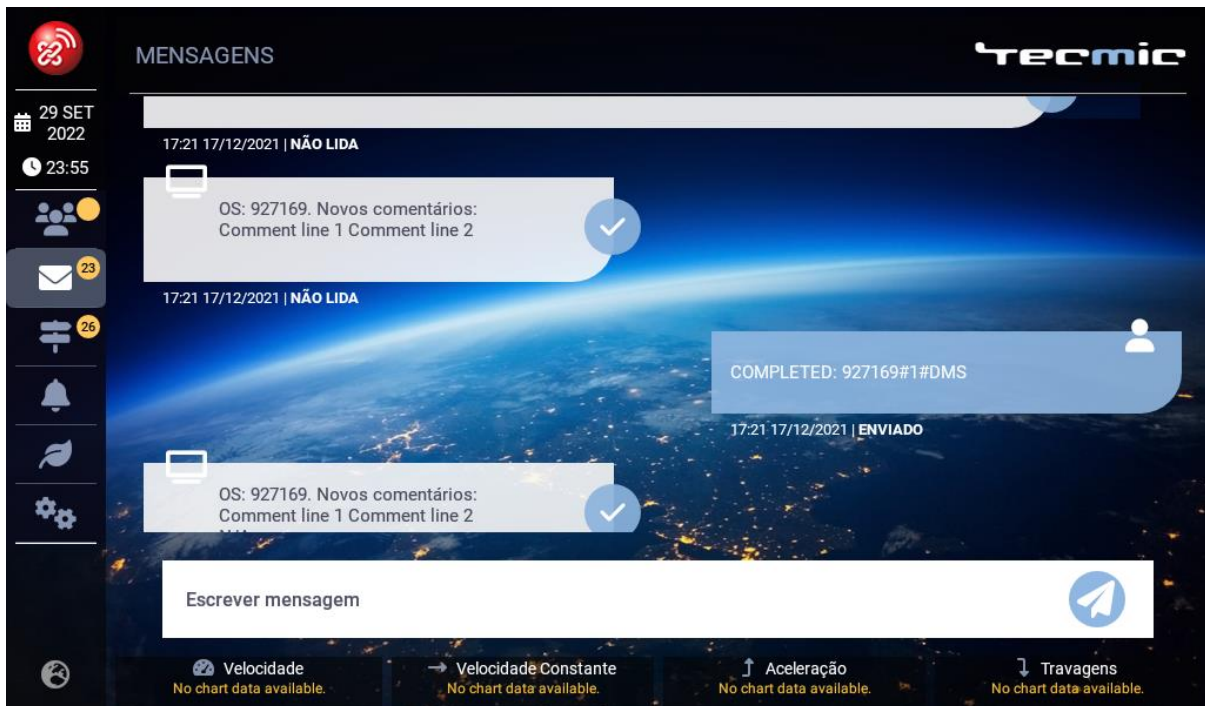 MENSAGENS
Tecmic
29 SET
2022
23:55
23
26
17:21 17/12/2021 | NÃO LIDA
OS: 927169. Novos comentários:
Comment line 1 Comment line 2
17:21 17/12/2021 | NÃO LIDA
COMPLETED: 927169#1#DMS
17:21 17/12/2021 | ENVIADO
OS: 927169. Novos comentários:
Comment line 1 Comment line 2
Escrever mensagem
Velocidade
No chart data available.
Velocidade Constante
No chart data available.
Aceleração
No chart data available.
Travagens
No chart data available.